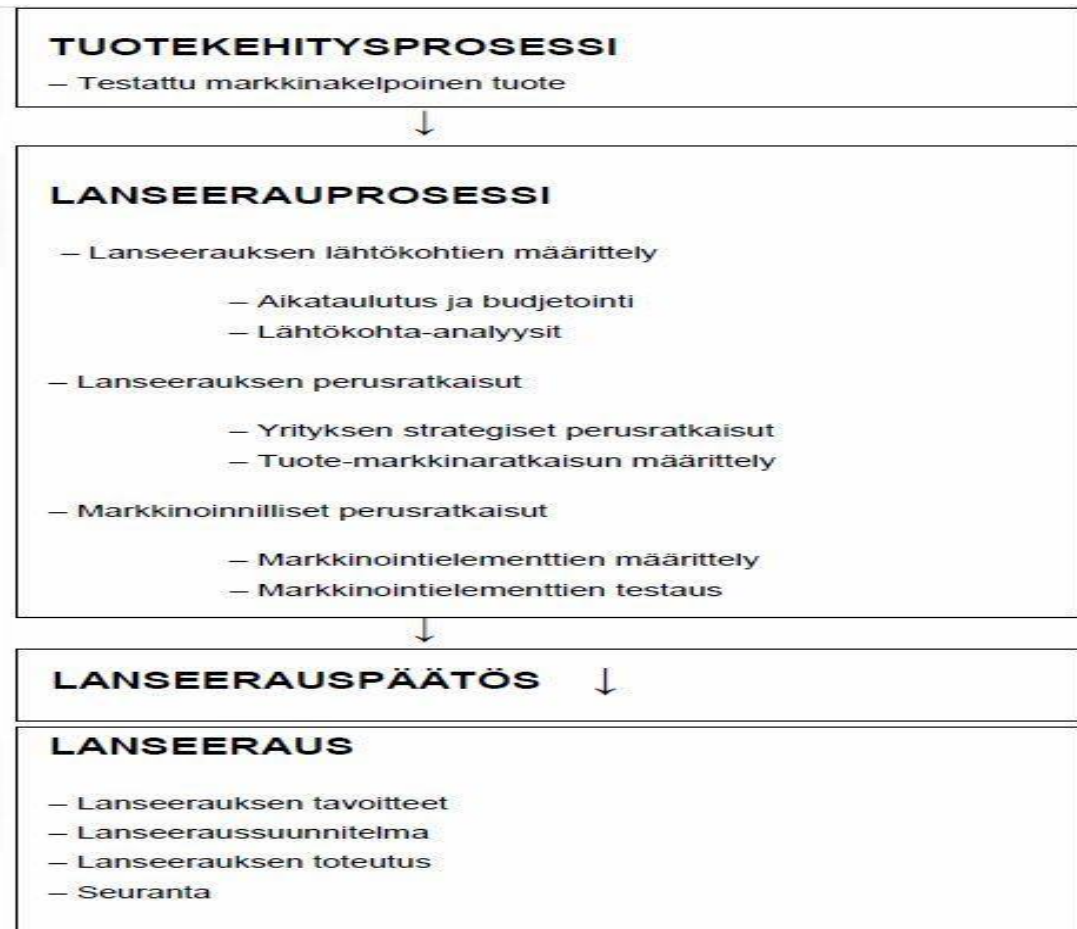 TUOTEKEHITYSPROSESSI
– Testattu markkinakelpoinen tuote
↓
LANSEERAUPROSESSI
– Lanseerauksen lähtökohtien määrittely
– Aikataulutus ja budjetointi
– Lähtökohta-analyysit
– Lanseerauksen perusratkaisut
– Yrityksen strategiset perusratkaisut
– Tuote-markkinaratkaisun määrittely
– Markkinoinnilliset perusratkaisut
– Markkinointielementtien määrittely
– Markkinointielementtien testaus
↓
LANSEERAUSPÄÄTÖS ↓
LANSEERAUS
– Lanseerauksen tavoitteet
– Lanseeraussuunnitelma
– Lanseerauksen toteutus
– Seuranta